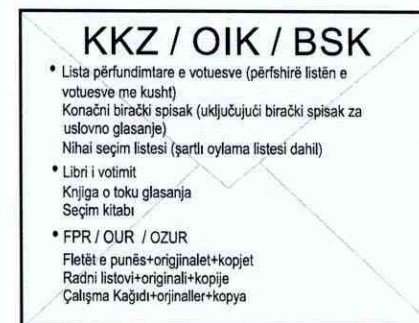 KKZ / OIK / BSK
• Lista përfundimtare e votuesve (përfshirë listën e
votuesve me kusht)
Konačni birački spisak (uključujući birački spisak za
uslovno glasanje)
Nihai seçim listesi (şartlı oylama listesi dahil)
• Libri i votimit
Knjiga o toku glasanja
Seçim kitabı
• FPR / OUR / OZUR
Fletët e punës+origjinalet+kopjet
Radni listovi+originali+kopije
Çalışma Kağıdı+orjinaller+kopya